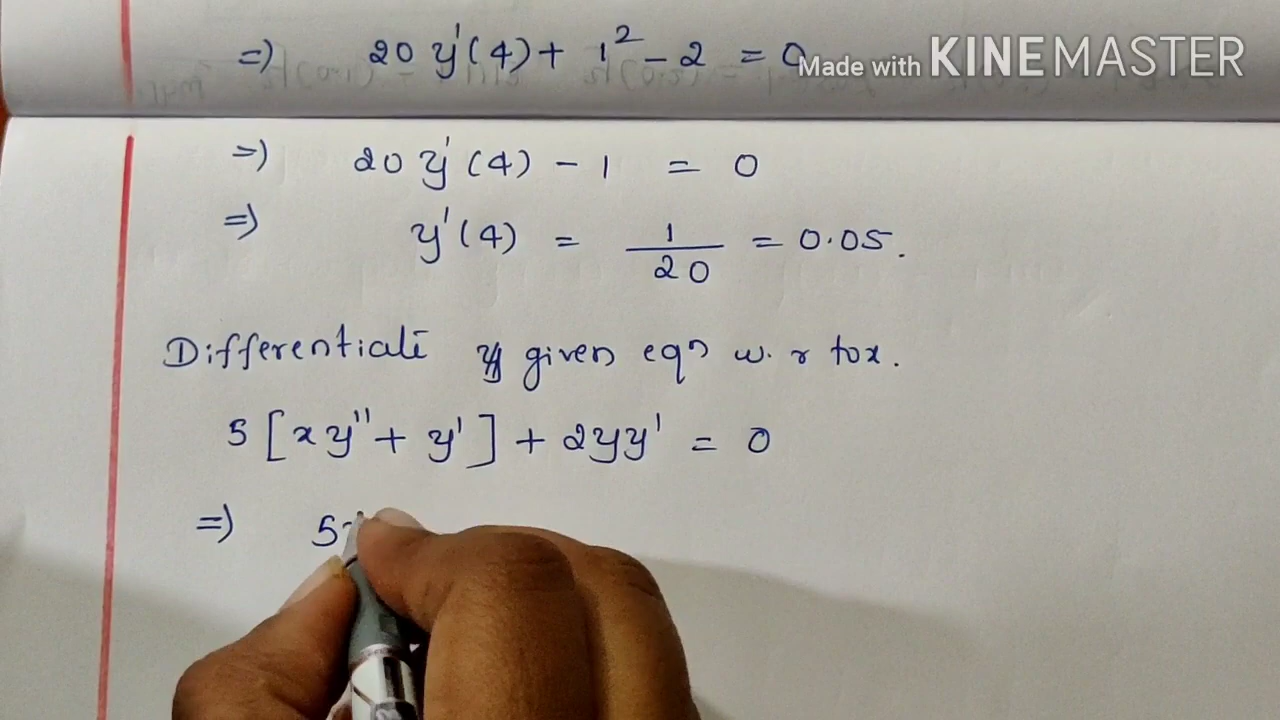 => 20 y'(4) + 1² - 2 = 0
Made with KINEMASTER
=> 20 y'(4) - 1 = 0
=> y'(4) = 1/20 = 0.05.
Differentiate given eqn w. r to x.
5 [xy'' + y'] + 2yy' = 0
=> 5